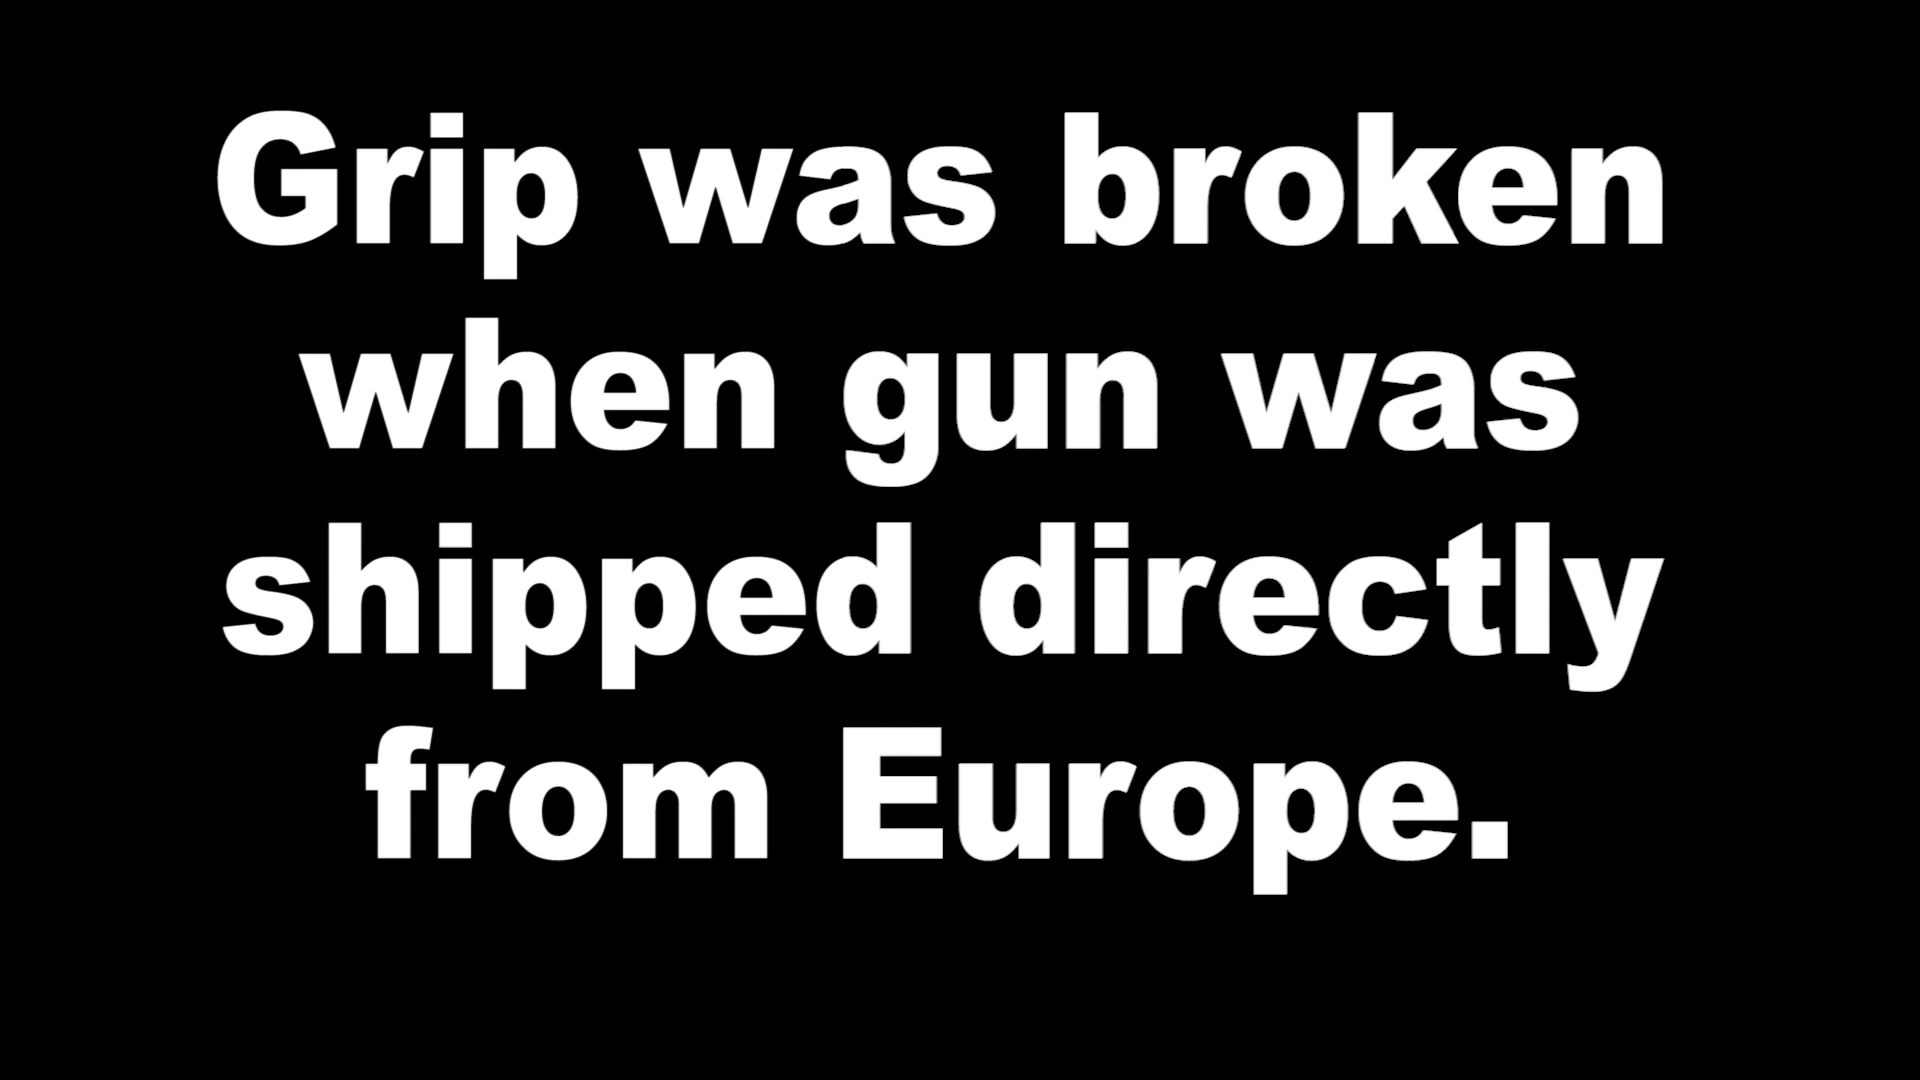 Grip was broken
when gun was
shipped directly
from Europe.